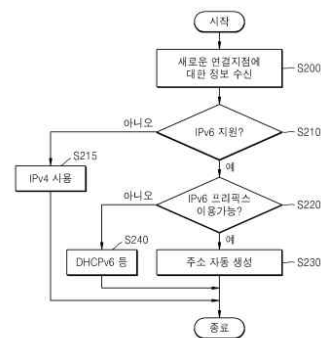 시작
새로운 연결지점에
대한 정보 수신
S200
IPv6 지원?
S210
아니오
예
S215
IPv4 사용
IPv6 프리픽스
이용가능?
S220
아니오
예
S240
DHCPv6 등
주소 자동 생성
S230
종료